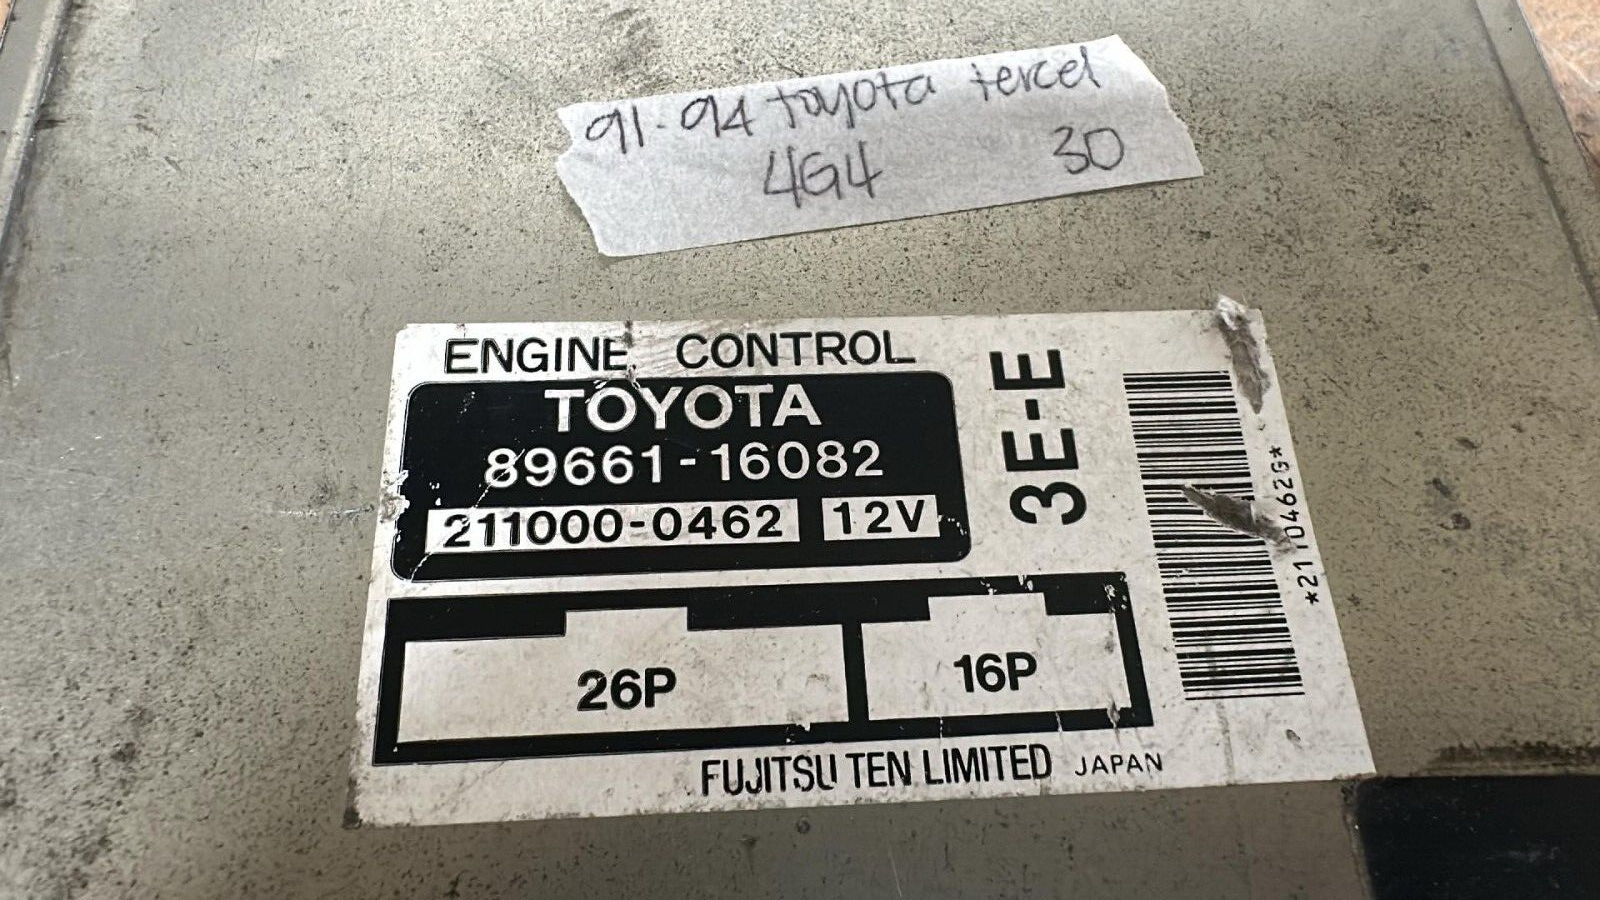 91-94 toyota tercel
4G4 30
ENGINE CONTROL
TOYOTA
89661-16082
211000-0462 12V
3E-E
26P 16P
FUJITSU TEN LIMITED JAPAN